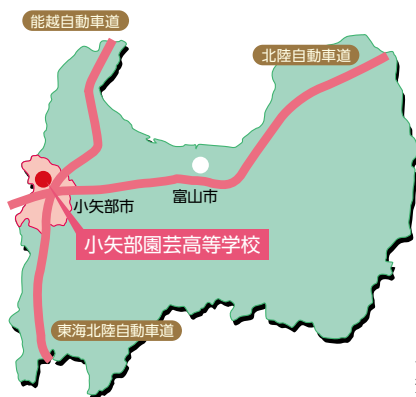 能越自動車道
北陸自動車道
小矢部市
富山市
小矢部園芸高等学校
東海北陸自動車道